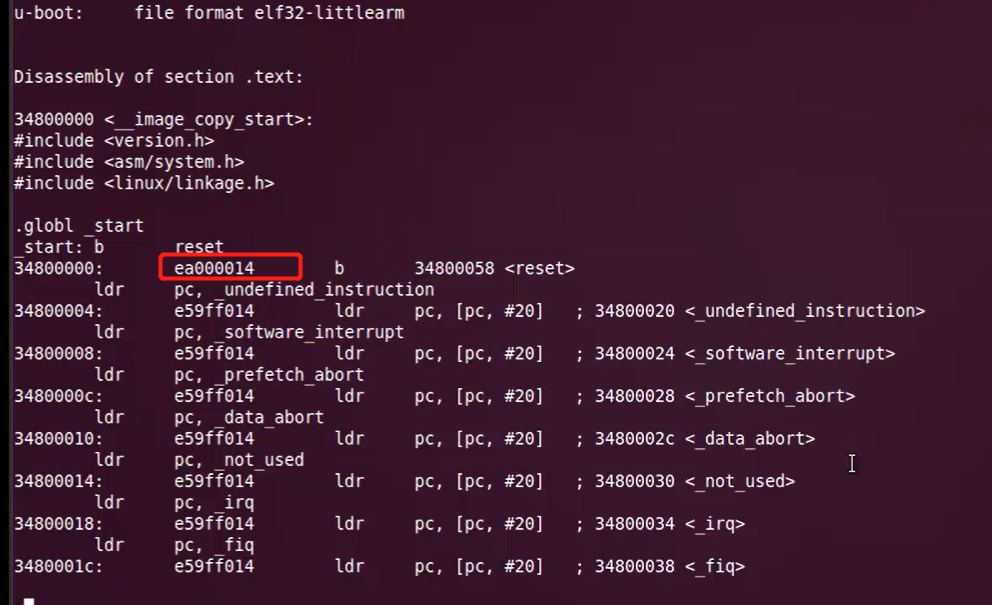 u-boot:     file format elf32-littlearm
Disassembly of section .text:
34800000 <__image_copy_start>:
#include <version.h>
#include <asm/system.h>
#include <linux/linkage.h>
.globl _start
_start: b       reset
34800000:       ea000014        b       34800058 <reset>
        ldr     pc, _undefined_instruction
34800004:       e59ff014        ldr     pc, [pc, #20]   ; 34800020 <_undefined_instruction>
        ldr     pc, _software_interrupt
34800008:       e59ff014        ldr     pc, [pc, #20]   ; 34800024 <_software_interrupt>
        ldr     pc, _prefetch_abort
3480000c:       e59ff014        ldr     pc, [pc, #20]   ; 34800028 <_prefetch_abort>
        ldr     pc, _data_abort
34800010:       e59ff014        ldr     pc, [pc, #20]   ; 3480002c <_data_abort>
        ldr     pc, _not_used
34800014:       e59ff014        ldr     pc, [pc, #20]   ; 34800030 <_not_used>
        ldr     pc, _irq
34800018:       e59ff014        ldr     pc, [pc, #20]   ; 34800034 <_irq>
        ldr     pc, _fiq
3480001c:       e59ff014        ldr     pc, [pc, #20]   ; 34800038 <_fiq>